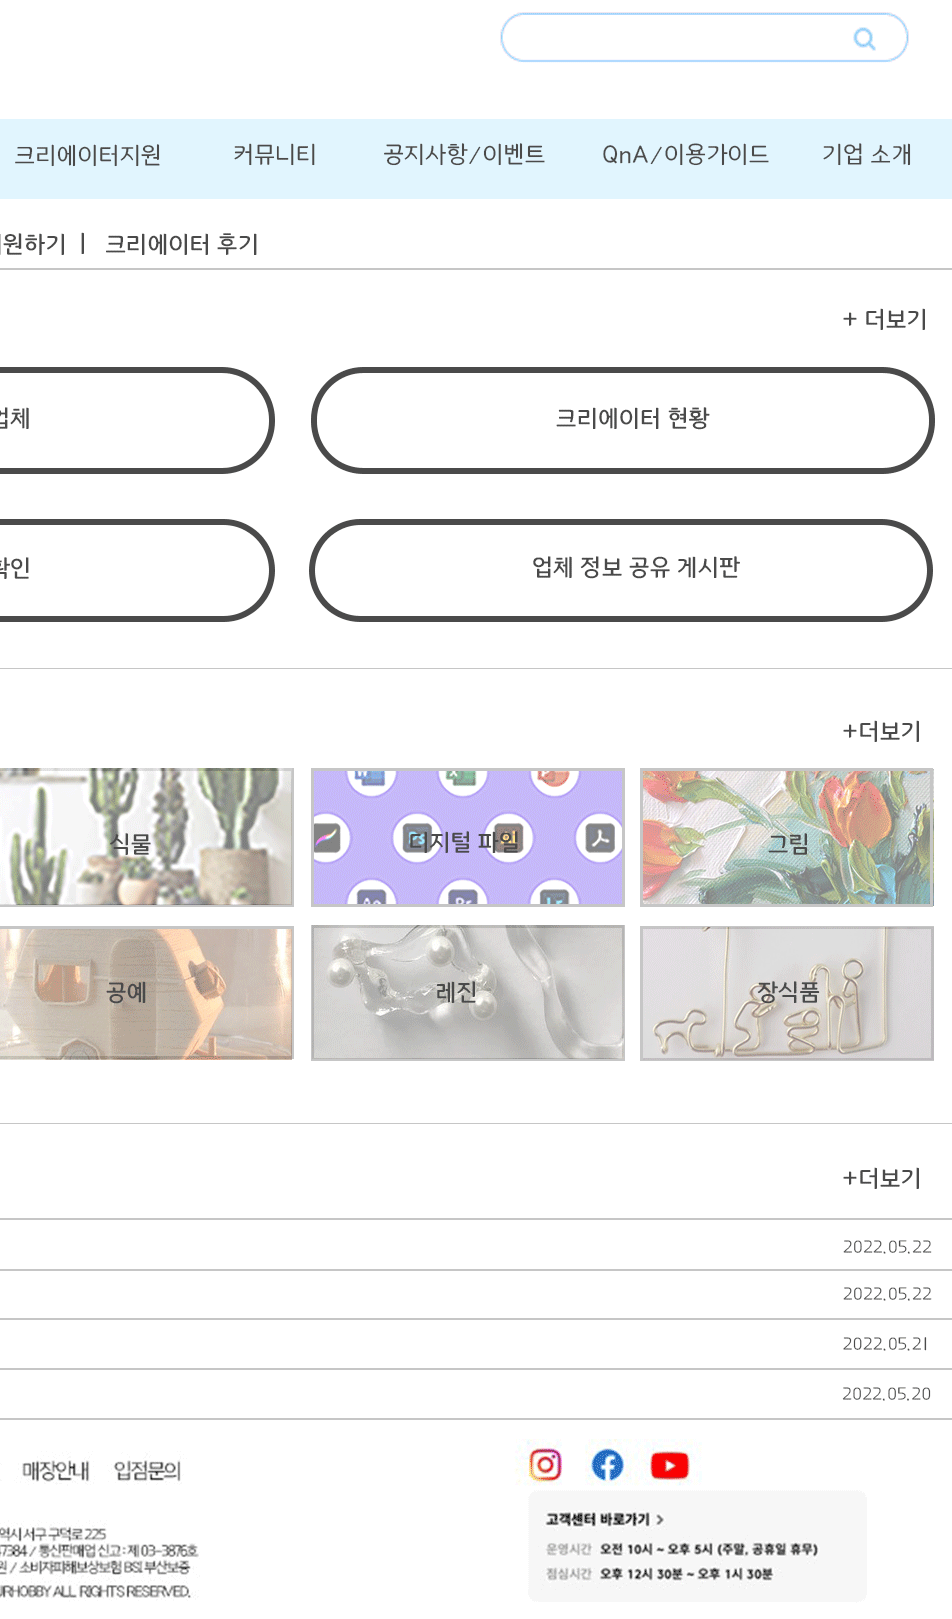 크리에이터지원 커뮤니티 공지사항/이벤트 QnA/이용가이드 기업 소개
원하기 | 크리에이터 후기
+ 더보기
업체 크리에이터 현황
확인 업체 정보 공유 게시판
+더보기
식물 디지털 파일 그림
공예 레진 장식품
+더보기
2022.05.22
2022.05.22
2022.05.21
2022.05.20
매장안내 입점문의
고객센터 바로가기 >
운영시간 오전 10시 ~ 오후 5시 (주말, 공휴일 휴무)
점심시간 오후 12시 30분 ~ 오후 1시 30분
역시 서구 구덕로 225
7384 / 통신판매업 신고 : 제 03-3876호
원 / 소비자피해보상보험 BSI 부산보증
URHOBBY ALL RIGHTS RESERVED.